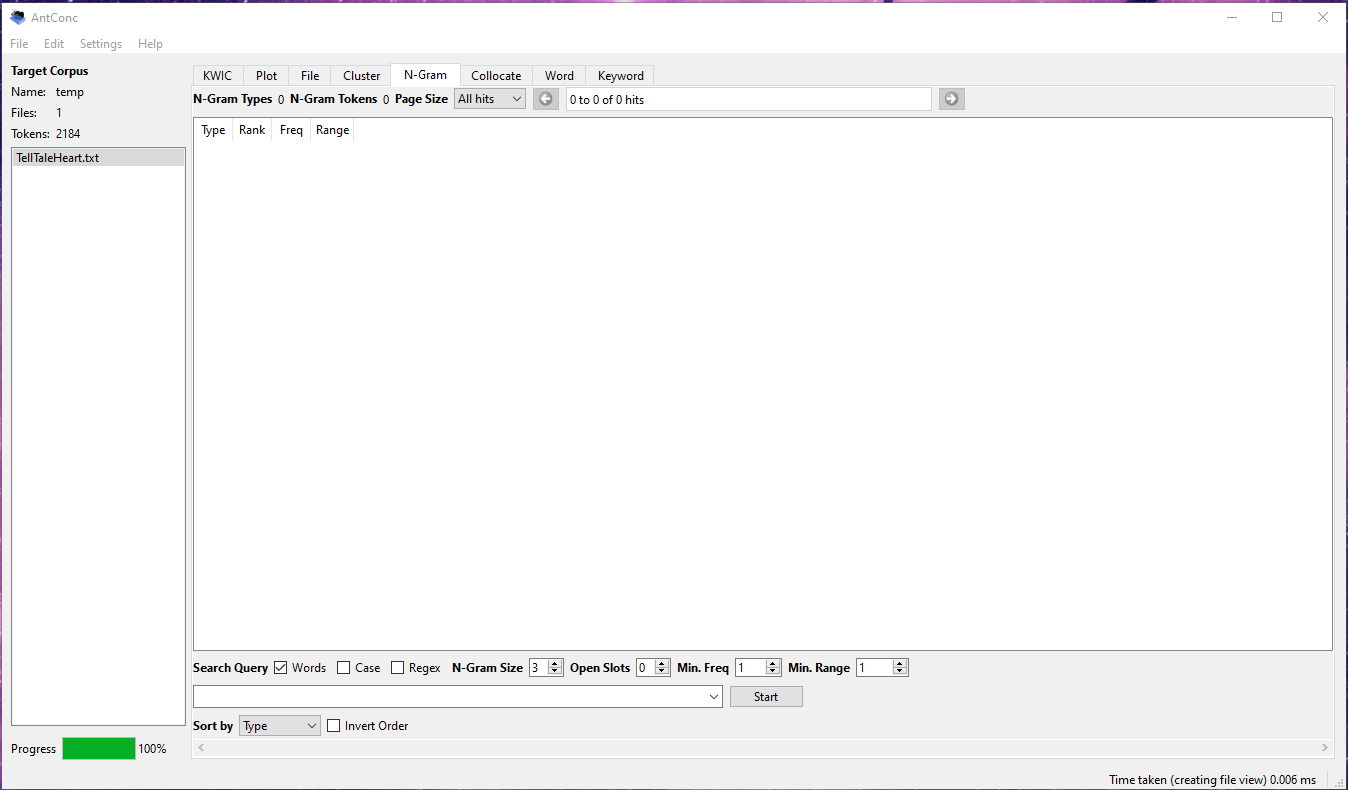 AntConc
File Edit Settings Help
Target Corpus
Name: temp
Files: 1
Tokens: 2184
TellTaleHeart.txt
Progress 100%
KWIC Plot File Cluster N-Gram Collocate Word Keyword
N-Gram Types 0 N-Gram Tokens 0 Page Size All hits 0 to 0 of 0 hits
Type Rank Freq Range
Search Query Words Case Regex N-Gram Size 3 Open Slots 0 Min. Freq 1 Min. Range 1
Start
Sort by Type Invert Order
Time taken (creating file view) 0.006 ms